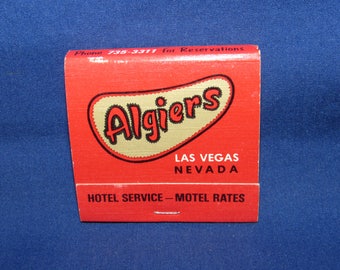 Phone 735-3311 for Reservations
Algiers
LAS VEGAS
NEVADA
HOTEL SERVICE — MOTEL RATES